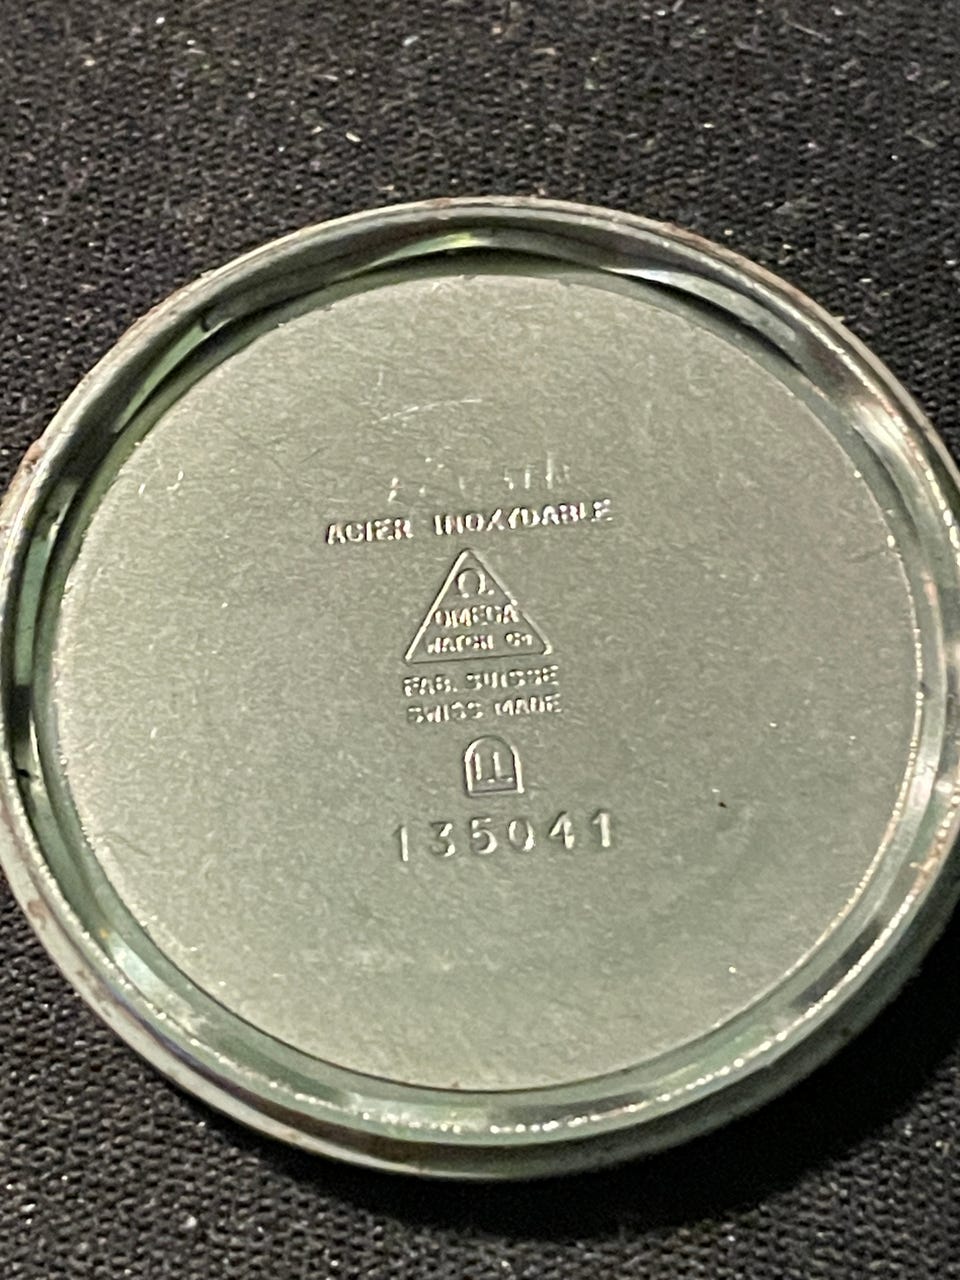 ACIER INOXYDABLE
Ω
OMEGA
WATCH Co
FAB. SUISSE
SWISS MADE
135041